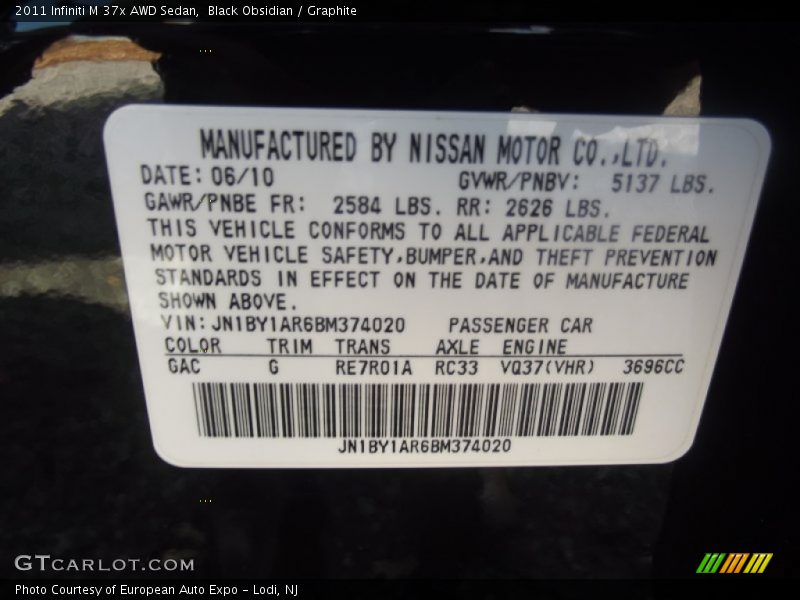 2011 Infiniti M 37x AWD Sedan,  Black Obsidian / Graphite
MANUFACTURED BY NISSAN MOTOR CO.,LTD.
DATE: 06/10 GVWR/PNBV: 5137 LBS.
GAWR/PNBE FR: 2584 LBS. RR: 2626 LBS.
THIS VEHICLE CONFORMS TO ALL APPLICABLE FEDERAL
MOTOR VEHICLE SAFETY,BUMPER,AND THEFT PREVENTION
STANDARDS IN EFFECT ON THE DATE OF MANUFACTURE
SHOWN ABOVE.
VIN: JN1BY1AR6BM374020 PASSENGER CAR
COLOR TRIM TRANS AXLE ENGINE
GAC G RE7R01A RC33 VQ37(VHR) 3696CC
JN1BY1AR6BM374020
GTCARLOT.COM
Photo Courtesy of European Auto Expo - Lodi, NJ